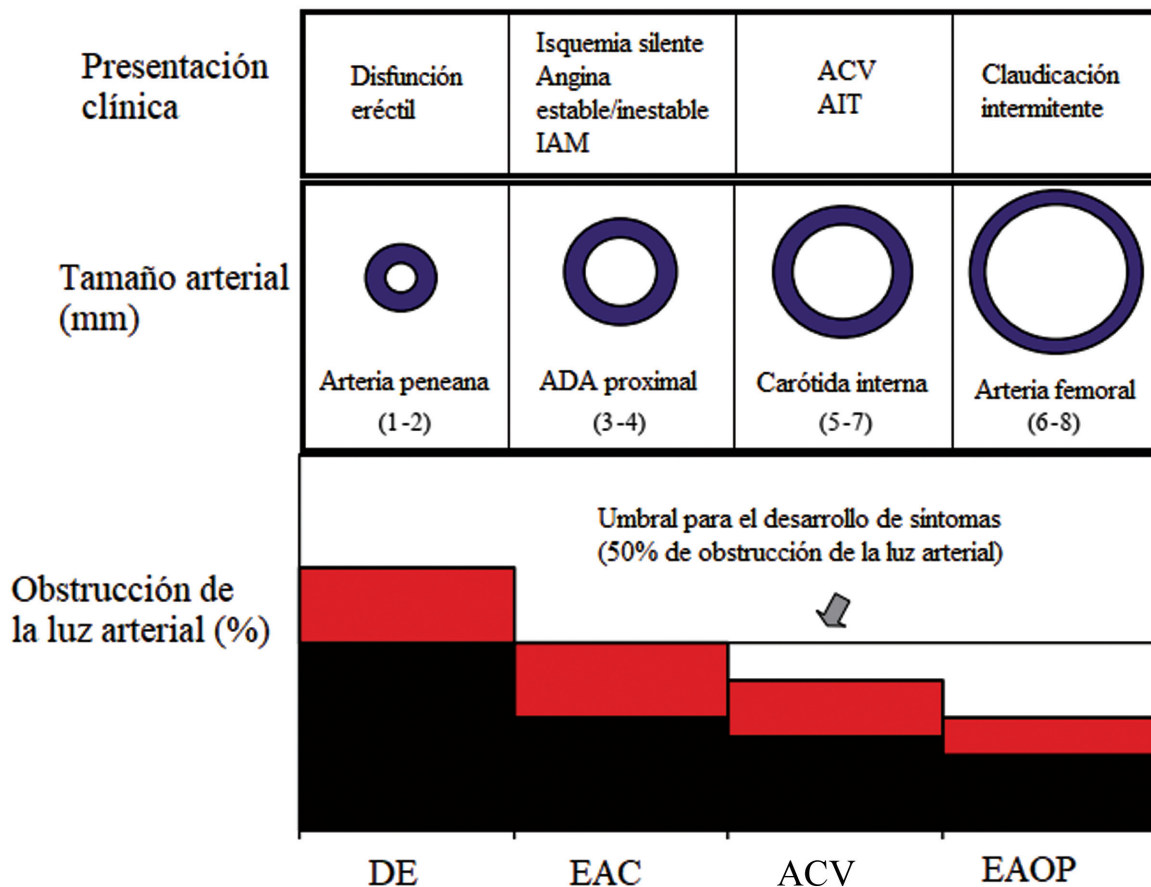 Presentación
clínica
Disfunción
eréctil
Isquemia silente
Angina
estable/inestable
IAM
ACV
AIT
Claudicación
intermitente
Tamaño arterial
(mm)
Arteria peneana
(1-2)
ADA proximal
(3-4)
Carótida interna
(5-7)
Arteria femoral
(6-8)
Umbral para el desarrollo de síntomas
(50% de obstrucción de la luz arterial)
Obstrucción de
la luz arterial (%)
DE
EAC
ACV
EAOP